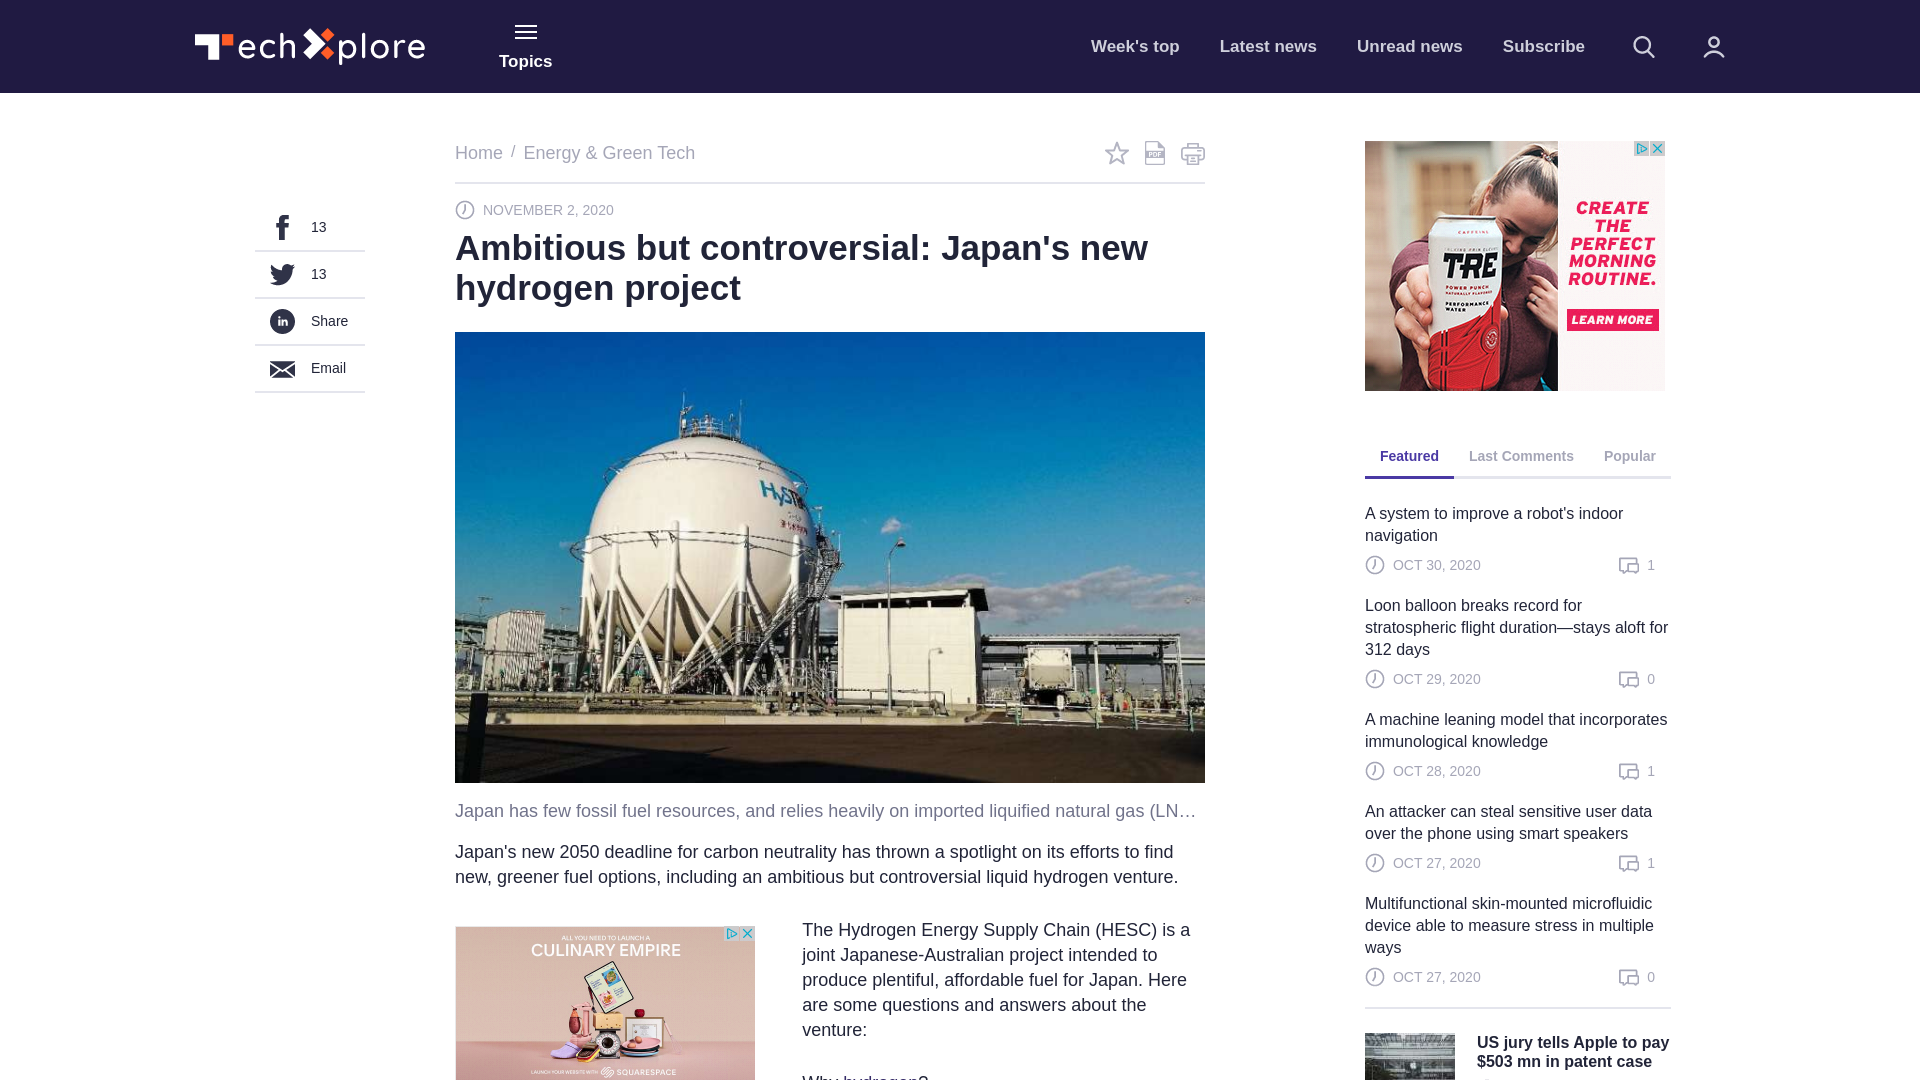 TechXplore
Topics
Week's top
Latest news
Unread news
Subscribe
Home / Energy & Green Tech
PDF
NOVEMBER 2, 2020
Ambitious but controversial: Japan's new
hydrogen project
13
13
in Share
Email
Japan has few fossil fuel resources, and relies heavily on imported liquified natural gas (LN…
Japan's new 2050 deadline for carbon neutrality has thrown a spotlight on its efforts to find
new, greener fuel options, including an ambitious but controversial liquid hydrogen venture.
ALL YOU NEED TO LAUNCH A
CULINARY EMPIRE
LAUNCH YOUR WEBSITE WITH SQUARESPACE
The Hydrogen Energy Supply Chain (HESC) is a
joint Japanese-Australian project intended to
produce plentiful, affordable fuel for Japan. Here
are some questions and answers about the
venture:
Why hydrogen?
CAFFEINE
TRE
POWER PUNCH
NATURALLY FLAVORED
PERFORMANCE
WATER
CREATE
THE
PERFECT
MORNING
ROUTINE.
LEARN MORE
Featured
Last Comments
Popular
A system to improve a robot's indoor
navigation
OCT 30, 2020
1
Loon balloon breaks record for
stratospheric flight duration—stays aloft for
312 days
OCT 29, 2020
0
A machine leaning model that incorporates
immunological knowledge
OCT 28, 2020
1
An attacker can steal sensitive user data
over the phone using smart speakers
OCT 27, 2020
1
Multifunctional skin-mounted microfluidic
device able to measure stress in multiple
ways
OCT 27, 2020
0
US jury tells Apple to pay
$503 mn in patent case